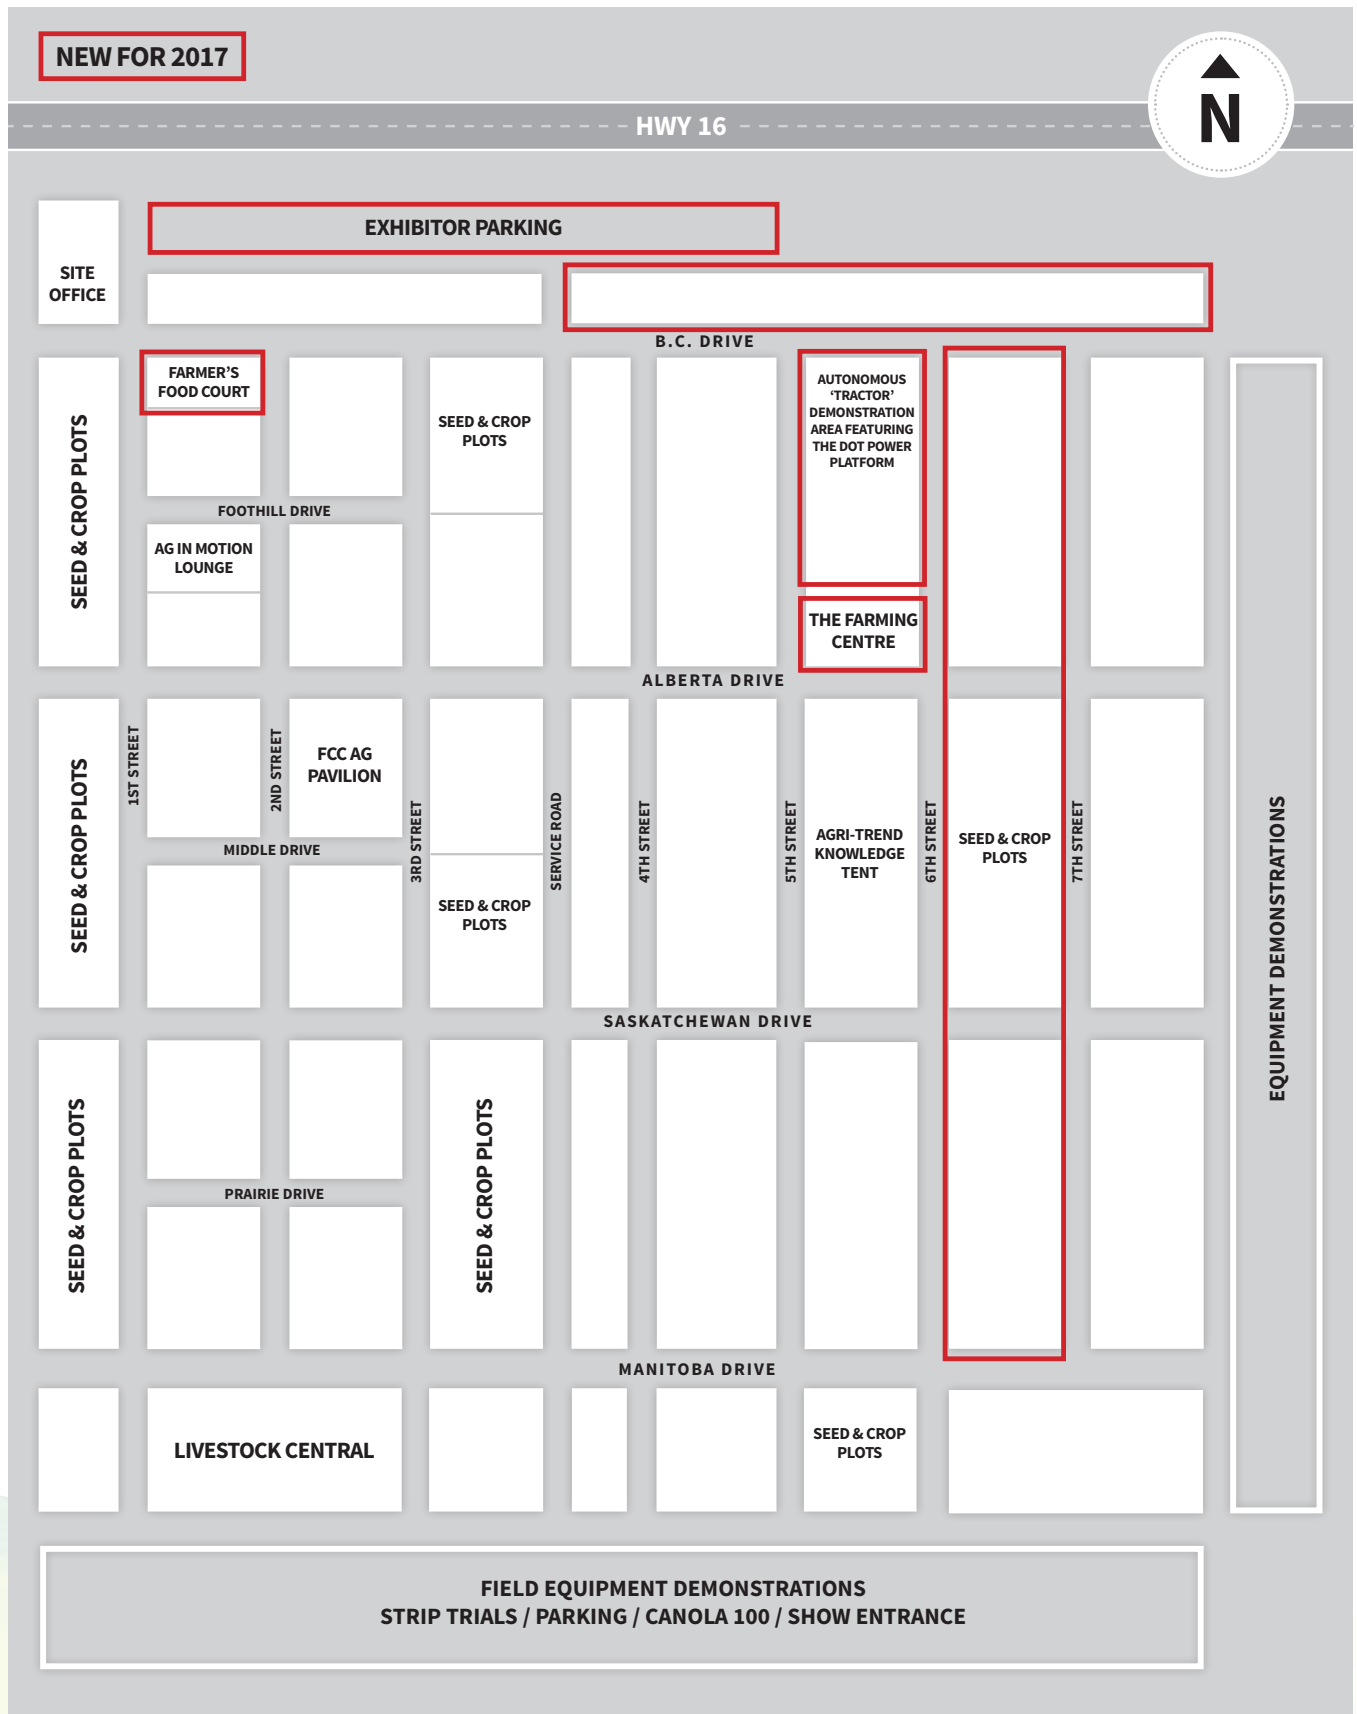 NEW FOR 2017
N
HWY 16
EXHIBITOR PARKING
SITE
OFFICE
B.C. DRIVE
FARMER'S
FOOD COURT
SEED & CROP PLOTS
SEED & CROP
PLOTS
AUTONOMOUS
‘TRACTOR’
DEMONSTRATION
AREA FEATURING
THE DOT POWER
PLATFORM
FOOTHILL DRIVE
AG IN MOTION
LOUNGE
THE FARMING
CENTRE
ALBERTA DRIVE
SEED & CROP PLOTS
1ST STREET
2ND STREET
FCC AG
PAVILION
3RD STREET
SERVICE ROAD
4TH STREET
5TH STREET
AGRI-TREND
KNOWLEDGE
TENT
6TH STREET
SEED & CROP
PLOTS
7TH STREET
EQUIPMENT DEMONSTRATIONS
MIDDLE DRIVE
SEED & CROP
PLOTS
SASKATCHEWAN DRIVE
SEED & CROP PLOTS
SEED & CROP PLOTS
PRAIRIE DRIVE
MANITOBA DRIVE
LIVESTOCK CENTRAL
SEED & CROP
PLOTS
FIELD EQUIPMENT DEMONSTRATIONS
STRIP TRIALS / PARKING / CANOLA 100 / SHOW ENTRANCE